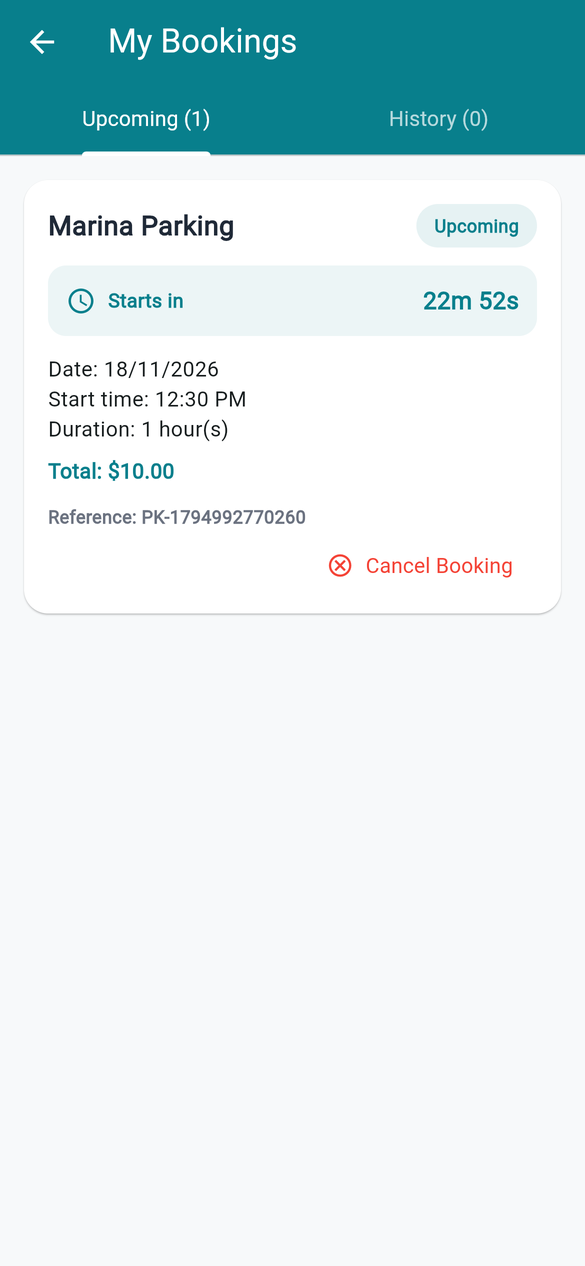 My Bookings
Upcoming (1)
History (0)
Marina Parking
Upcoming
Starts in
22m 52s
Date: 18/11/2026
Start time: 12:30 PM
Duration: 1 hour(s)
Total: $10.00
Reference: PK-1794992770260
Cancel Booking